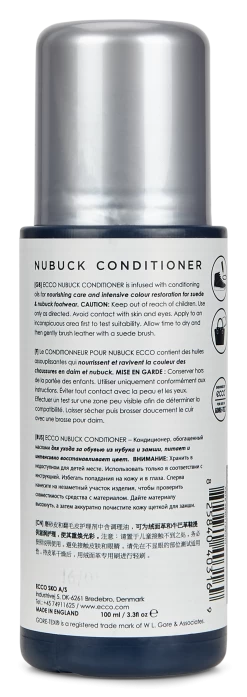 NUBUCK CONDITIONER
[GB] ECCO NUBUCK CONDITIONER is infused with conditioning
oils for nourishing care and intensive colour restoration for suede
& nubuck footwear. CAUTION: Keep out of reach of children. Use
only as directed. Avoid contact with skin and eyes. Apply to an
inconspicuous area first to test suitability. Allow time to dry and
then gently brush leather with a suede brush.
[F] Le CONDITIONNEUR POUR NUBUCK ECCO contient des huiles
assouplissantes qui nourrissent et ravivent la couleur des
chaussures en daim et nubuck. MISE EN GARDE : Conserver hors
de la portée des enfants. Utiliser uniquement conformément aux
instructions. Éviter tout contact avec la peau et les yeux.
Effectuer un test sur une zone peu visible afin de déterminer la
compatibilité. Laisser sécher puis brosser doucement le cuir
avec une brosse pour daim.
[RUS] ECCO NUBUCK CONDITIONER – Кондиционер, обогащенный
маслами для ухода за обувью из нубука и замши, питает и
интенсивно восстанавливает цвет. ВНИМАНИЕ: Хранить в
недоступном для детей месте. Использовать только в соответствии с
инструкцией. Избегать попадания на кожу и в глаза. Сперва
нанесите на незаметный участок изделия, чтобы проверить
совместимость средства с материалом. Дайте материалу
высохнуть, а затем аккуратно почистите кожу щеткой для замши.
ECCO SKO A/S
Industrivej 5, DK-6261 Bredebro, Denmark
Tel. +45 74911625 / www.ecco.com
MADE IN ENGLAND 100 ml / 3.3fl oz e
GORE-TEX® is a registered trade mark of W L. Gore & Associates.